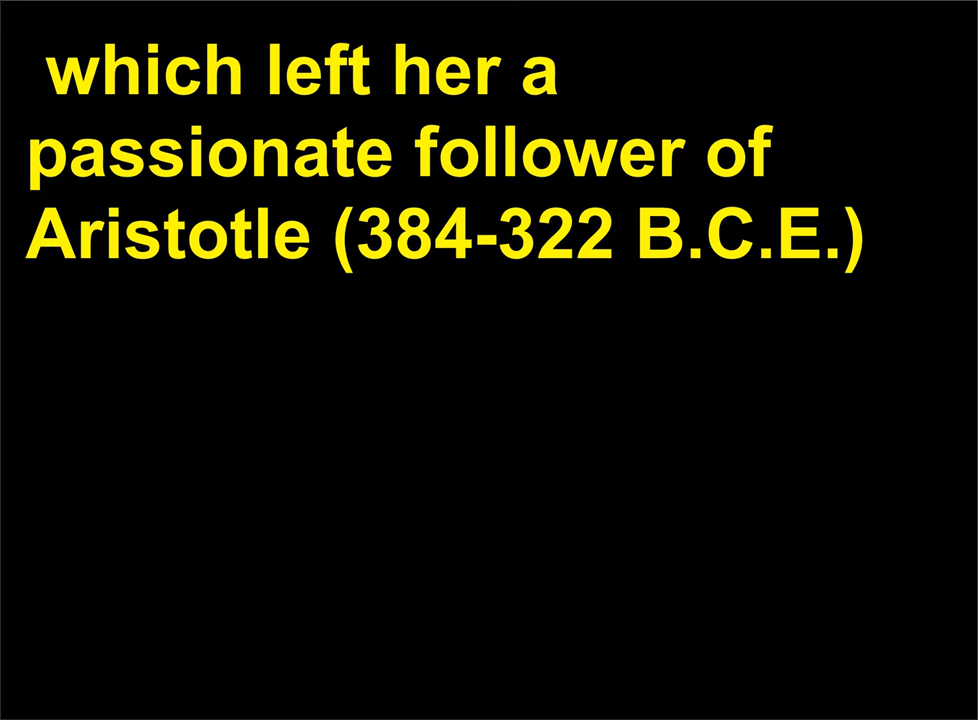 which left her a
passionate follower of
Aristotle (384-322 B.C.E.)